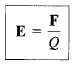 E = F/Q